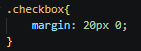 .checkbox{
    margin: 20px 0;
}